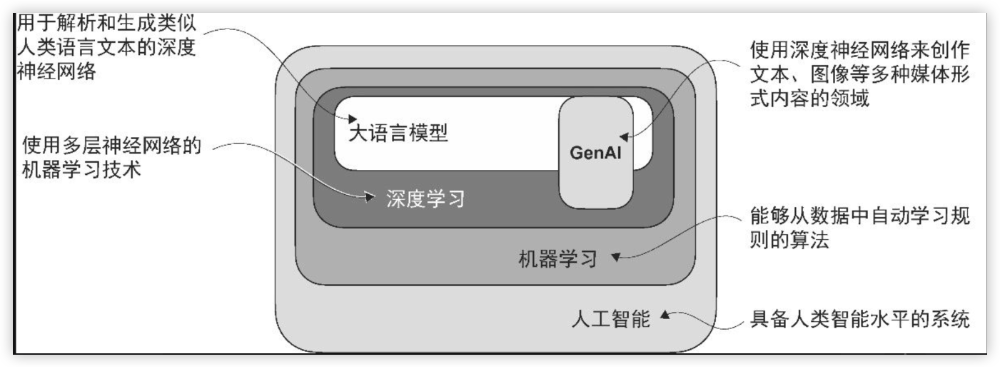 用于解析和生成类似
人类语言文本的深度
神经网络
使用深度神经网络来创作
文本、图像等多种媒体形
式内容的领域
大语言模型
GenAI
使用多层神经网络的
机器学习技术
深度学习
能够从数据中自动学习规
则的算法
机器学习
人工智能
具备人类智能水平的系统